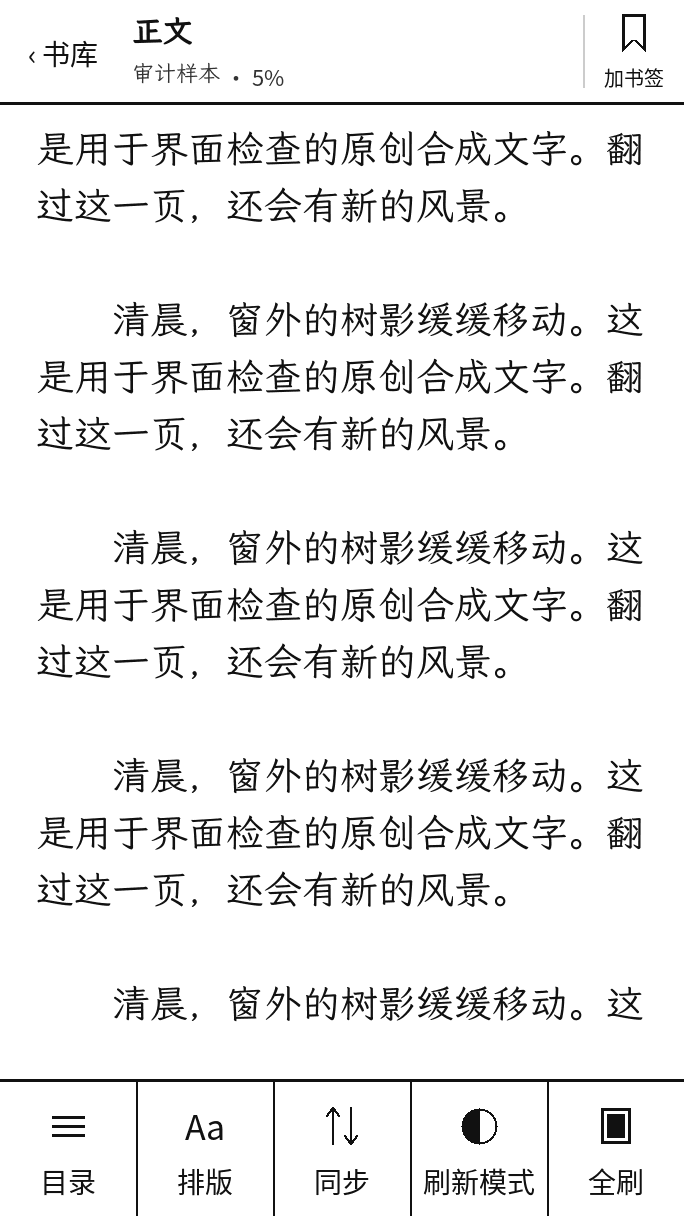 ‹ 书库
正文
审计样本 • 5%
加书签
是用于界面检查的原创合成文字。翻
过这一页，还会有新的风景。
清晨，窗外的树影缓缓移动。这
是用于界面检查的原创合成文字。翻
过这一页，还会有新的风景。
清晨，窗外的树影缓缓移动。这
是用于界面检查的原创合成文字。翻
过这一页，还会有新的风景。
清晨，窗外的树影缓缓移动。这
是用于界面检查的原创合成文字。翻
过这一页，还会有新的风景。
清晨，窗外的树影缓缓移动。这
目录
Aa
排版
同步
刷新模式
全刷